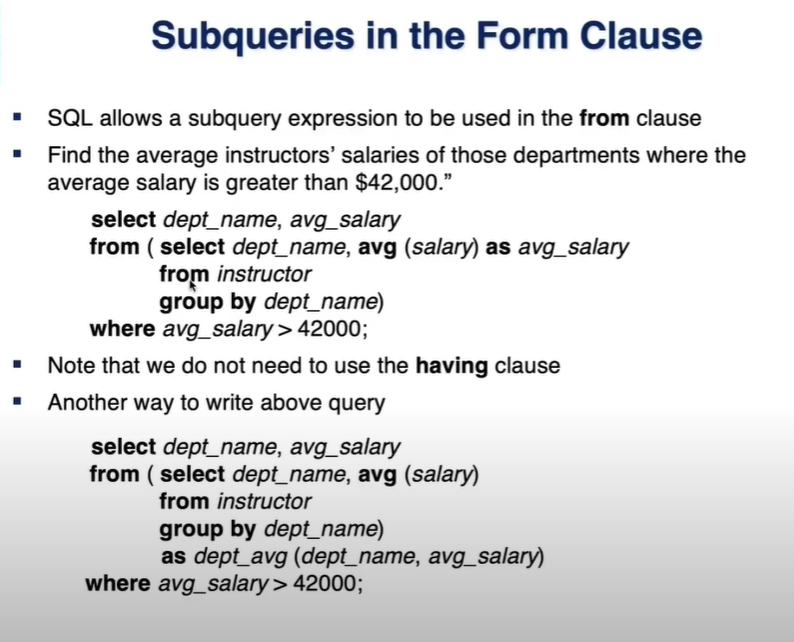 Subqueries in the Form Clause
▪ SQL allows a subquery expression to be used in the from clause
▪ Find the average instructors' salaries of those departments where the
average salary is greater than $42,000.”
select dept_name, avg_salary
from ( select dept_name, avg (salary) as avg_salary
from instructor
group by dept_name)
where avg_salary > 42000;
▪ Note that we do not need to use the having clause
▪ Another way to write above query
select dept_name, avg_salary
from ( select dept_name, avg (salary)
from instructor
group by dept_name)
as dept_avg (dept_name, avg_salary)
where avg_salary > 42000;